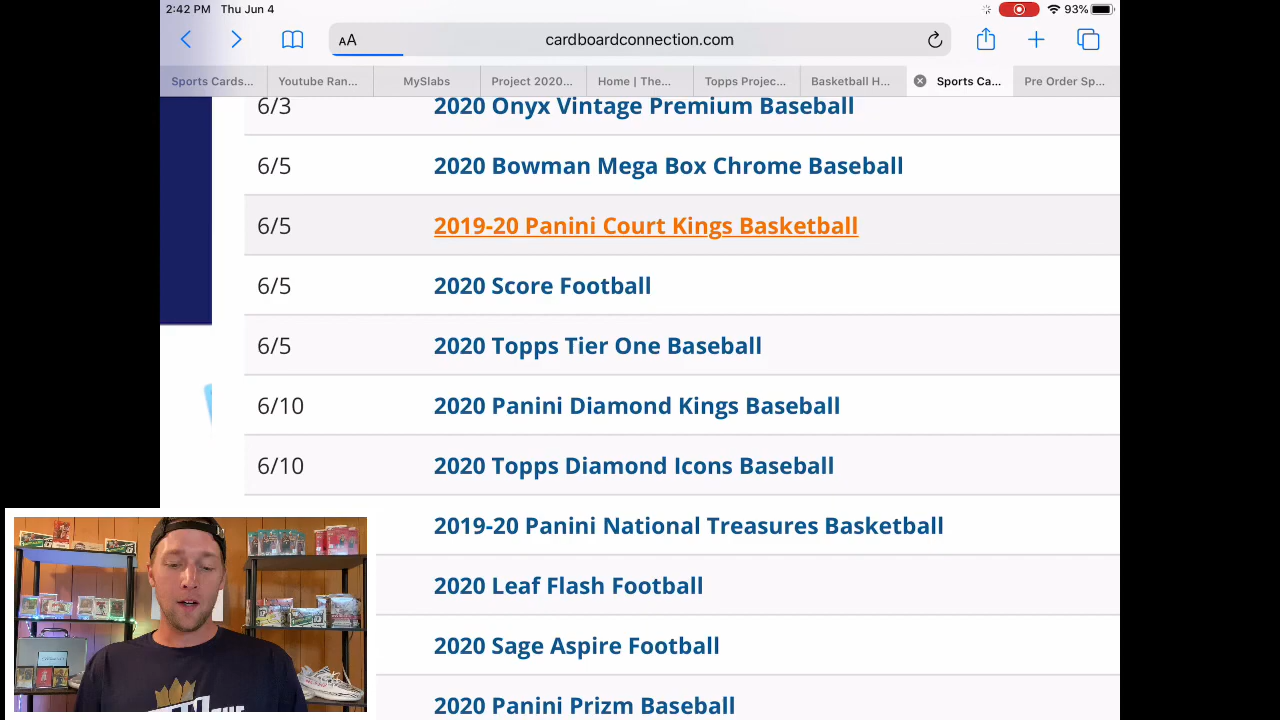 2:42 PM Thu Jun 4 93%
AA cardboardconnection.com
Sports Cards... Youtube Ran... MySlabs Project 2020... Home | The... Topps Projec... Basketball H... Sports Ca... Pre Order Sp...
6/3 2020 Onyx Vintage Premium Baseball
6/5 2020 Bowman Mega Box Chrome Baseball
6/5 2019-20 Panini Court Kings Basketball
6/5 2020 Score Football
6/5 2020 Topps Tier One Baseball
6/10 2020 Panini Diamond Kings Baseball
6/10 2020 Topps Diamond Icons Baseball
2019-20 Panini National Treasures Basketball
2020 Leaf Flash Football
2020 Sage Aspire Football
2020 Panini Prizm Baseball